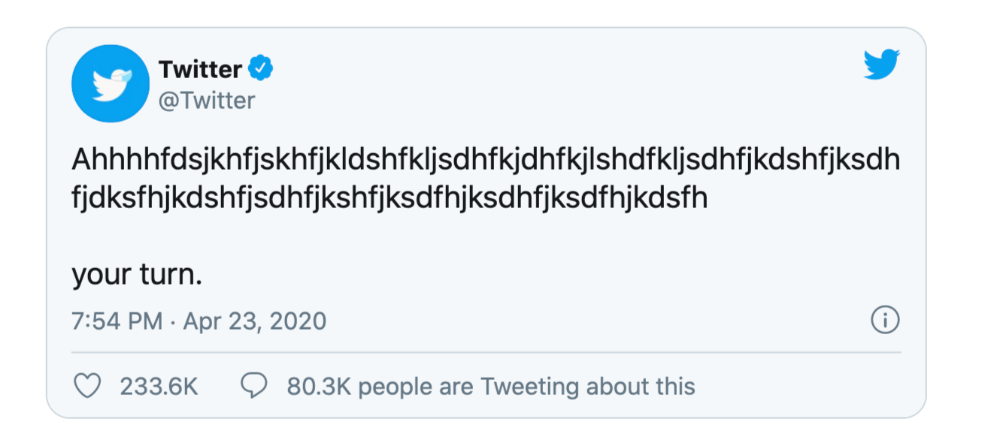 Twitter
@Twitter
Ahhhhfdsjkhfjskhfjkldshfkljsdhfkjdhfkjlshdfkljsdhfjkdshfjksdh
fjdksfhjkdshfjsdhfjkshfjksdfhjksdhfjksdfhjkdsfh
your turn.
7:54 PM · Apr 23, 2020
233.6K 80.3K people are Tweeting about this